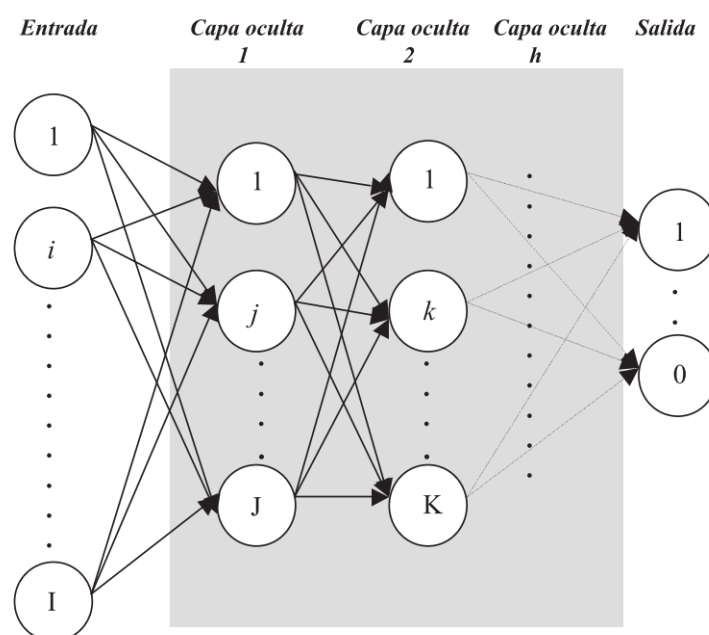 Entrada
Capa oculta
1
Capa oculta
2
Capa oculta
h
Salida
1
i
I
1
j
J
1
k
K
1
0